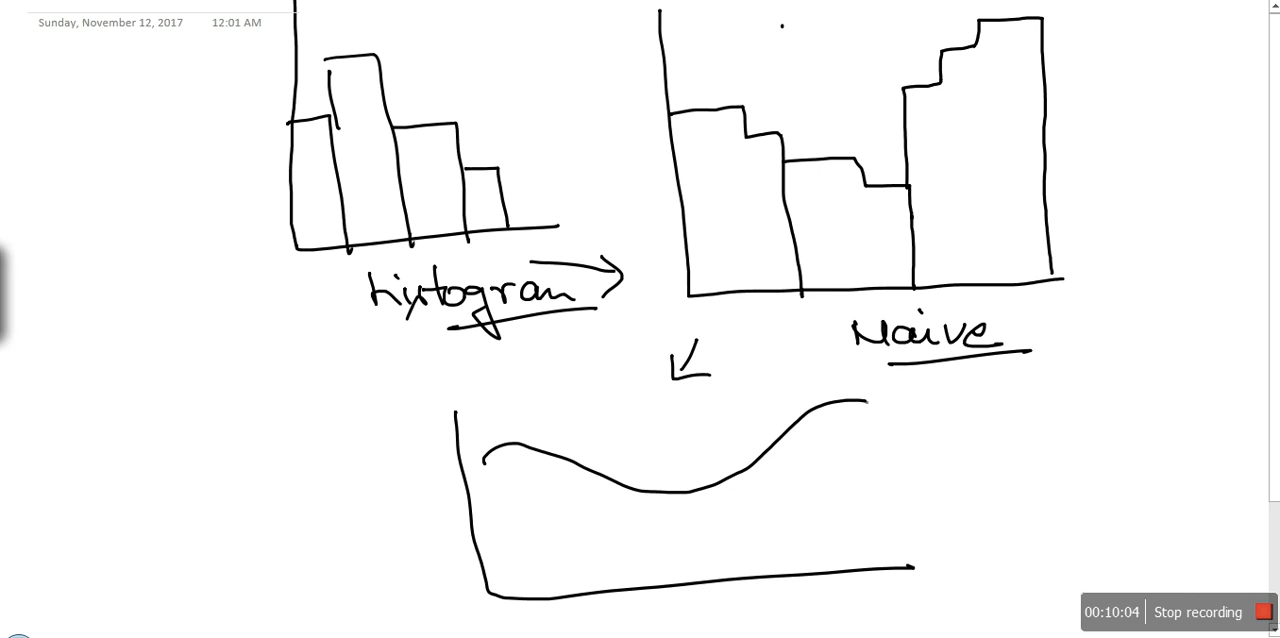 Sunday, November 12, 2017 12:01 AM
histogram
Naive
00:10:04 Stop recording